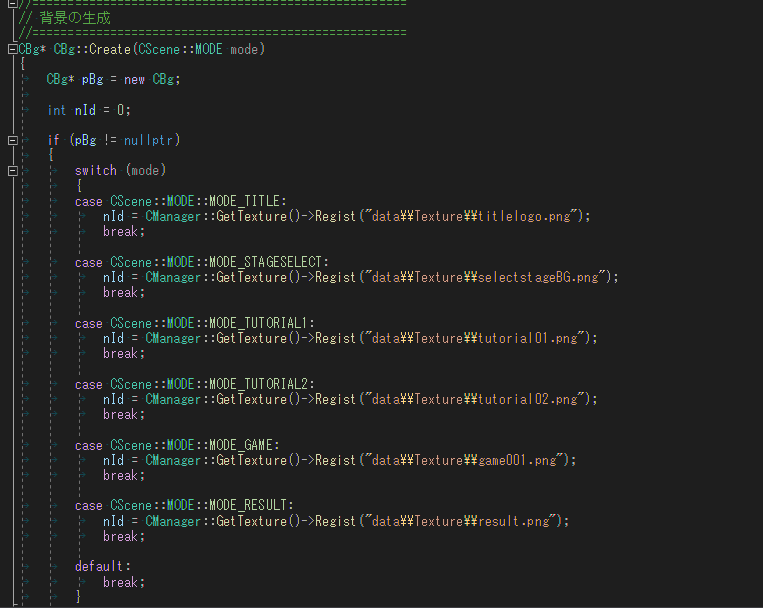 //=====================================================
// 背景の生成
//=====================================================
CBg* CBg::Create(CScene::MODE mode)
{
CBg* pBg = new CBg;
int nId = 0;
if (pBg != nullptr)
{
switch (mode)
{
case CScene::MODE::MODE_TITLE:
nId = CManager::GetTexture()->Regist("data¥¥Texture¥¥titlelogo.png");
break;
case CScene::MODE::MODE_STAGESELECT:
nId = CManager::GetTexture()->Regist("data¥¥Texture¥¥selectstageBG.png");
break;
case CScene::MODE::MODE_TUTORIAL1:
nId = CManager::GetTexture()->Regist("data¥¥Texture¥¥tutorial01.png");
break;
case CScene::MODE::MODE_TUTORIAL2:
nId = CManager::GetTexture()->Regist("data¥¥Texture¥¥tutorial02.png");
break;
case CScene::MODE::MODE_GAME:
nId = CManager::GetTexture()->Regist("data¥¥Texture¥¥game001.png");
break;
case CScene::MODE::MODE_RESULT:
nId = CManager::GetTexture()->Regist("data¥¥Texture¥¥result.png");
break;
default:
break;
}